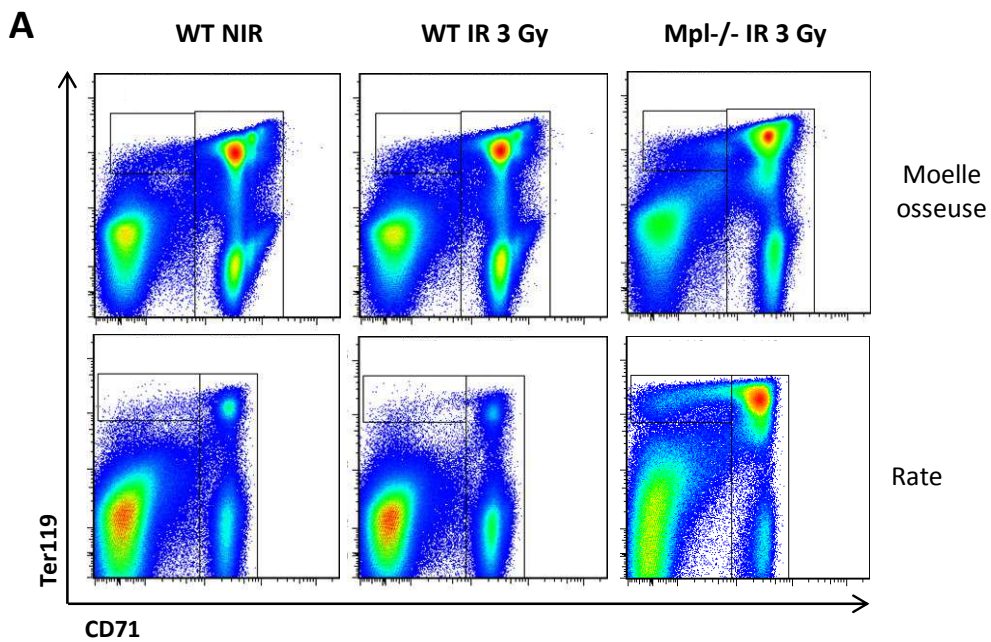 A
WT NIR
WT IR 3 Gy
Mpl-/- IR 3 Gy
Moelle
osseuse
Rate
Ter119
CD71